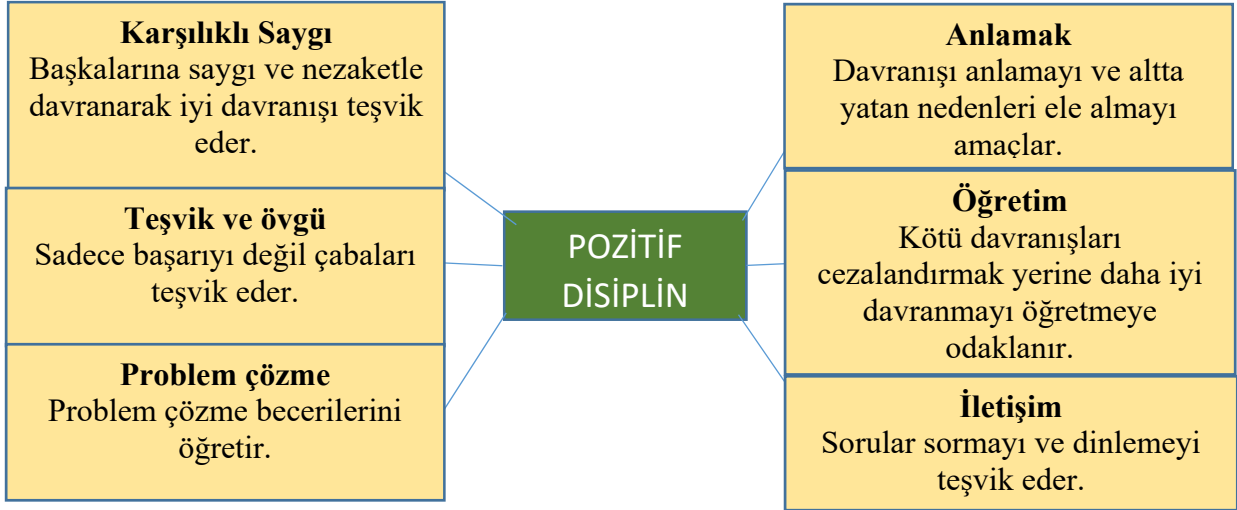 Karşılıklı Saygı
Başkalarına saygı ve nezaketle
davranarak iyi davranışı teşvik
eder.
Teşvik ve övgü
Sadece başarıyı değil çabaları
teşvik eder.
Problem çözme
Problem çözme becerilerini
öğretir.
POZİTİF
DİSİPLİN
Anlamak
Davranışı anlamayı ve altta
yatan nedenleri ele almayı
amaçlar.
Öğretim
Kötü davranışları
cezalandırmak yerine daha iyi
davranmayı öğretmeye
odaklanır.
İletişim
Sorular sormayı ve dinlemeyi
teşvik eder.